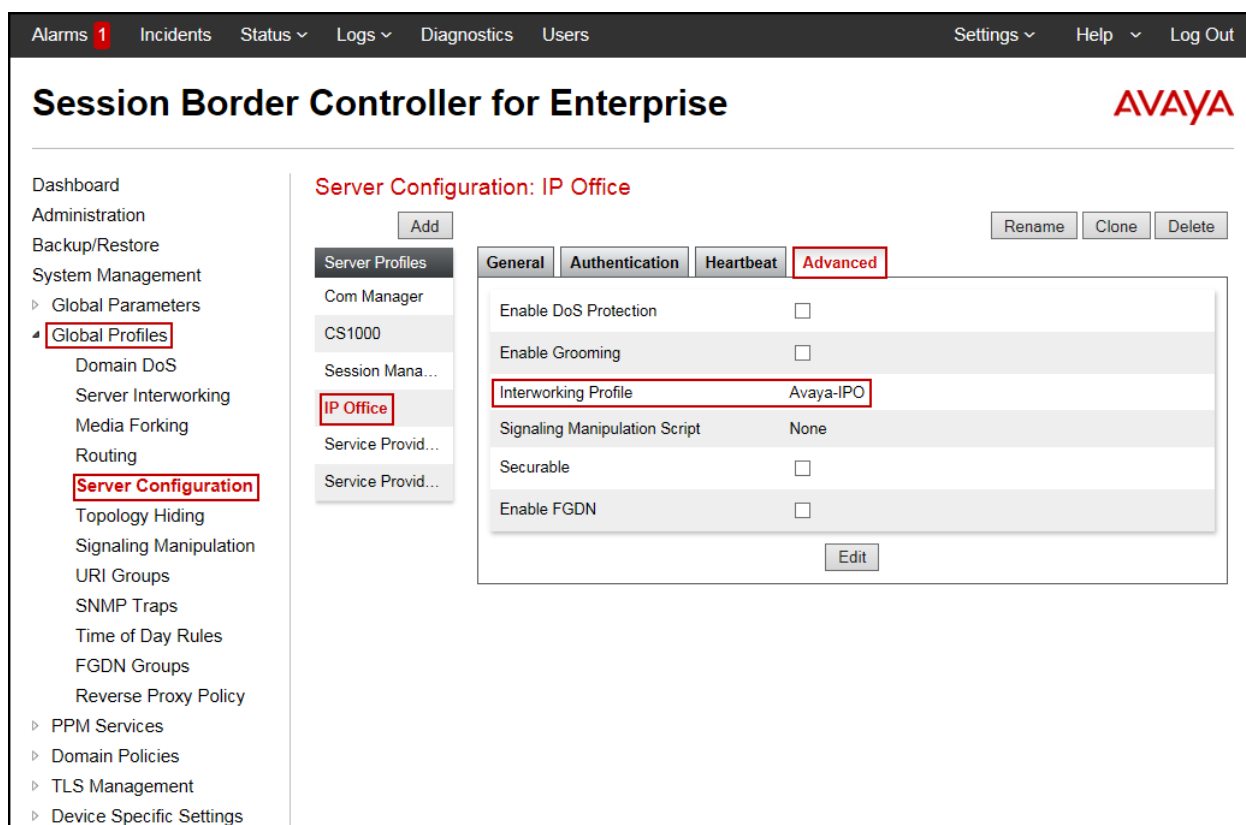 Alarms 1 Incidents Status Logs Diagnostics Users Settings Help Log Out
Session Border Controller for Enterprise
AVAYA
Dashboard
Administration
Backup/Restore
System Management
Global Parameters
Global Profiles
Domain DoS
Server Interworking
Media Forking
Routing
Server Configuration
Topology Hiding
Signaling Manipulation
URI Groups
SNMP Traps
Time of Day Rules
FGDN Groups
Reverse Proxy Policy
PPM Services
Domain Policies
TLS Management
Device Specific Settings
Server Configuration: IP Office
Add
Rename Clone Delete
Server Profiles
Com Manager
CS1000
Session Mana...
IP Office
Service Provid...
Service Provid...
General Authentication Heartbeat Advanced
Enable DoS Protection
Enable Grooming
Interworking Profile Avaya-IPO
Signaling Manipulation Script None
Securable
Enable FGDN
Edit